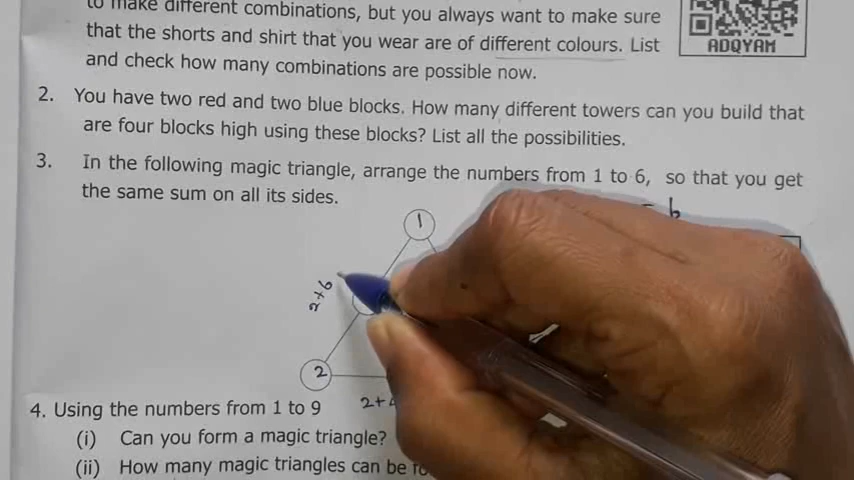 to make different combinations, but you always want to make sure
that the shorts and shirt that you wear are of different colours. List
ADQYAM
and check how many combinations are possible now.
2. You have two red and two blue blocks. How many different towers can you build that
are four blocks high using these blocks? List all the possibilities.
3. In the following magic triangle, arrange the numbers from 1 to 6, so that you get
the same sum on all its sides.
1
2+6
2
2+
4. Using the numbers from 1 to 9
(i) Can you form a magic triangle?
(ii) How many magic triangles can be